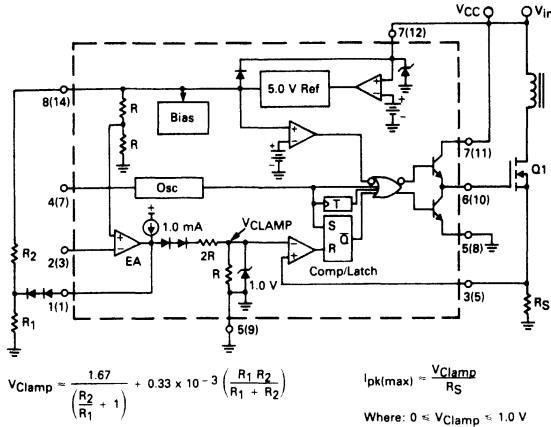 VCC Vin
7(12)
5.0 V Ref
8(14)
Bias
R
R
7(11)
Q1
4(7)
Osc
T
6(10)
1.0 mA
VCLAMP
S
Q̅
R
R2
2(3)
EA
2R
Comp/Latch
5(8)
R
1.0 V
1(1)
3(5)
R1
5(9)
RS
VClamp ≈ 1.67 / (R2/R1 + 1) + 0.33 x 10−3 (R1 R2 / R1 + R2)
Ipk(max) ≈ VClamp / RS
Where: 0 ≤ VClamp ≤ 1.0 V